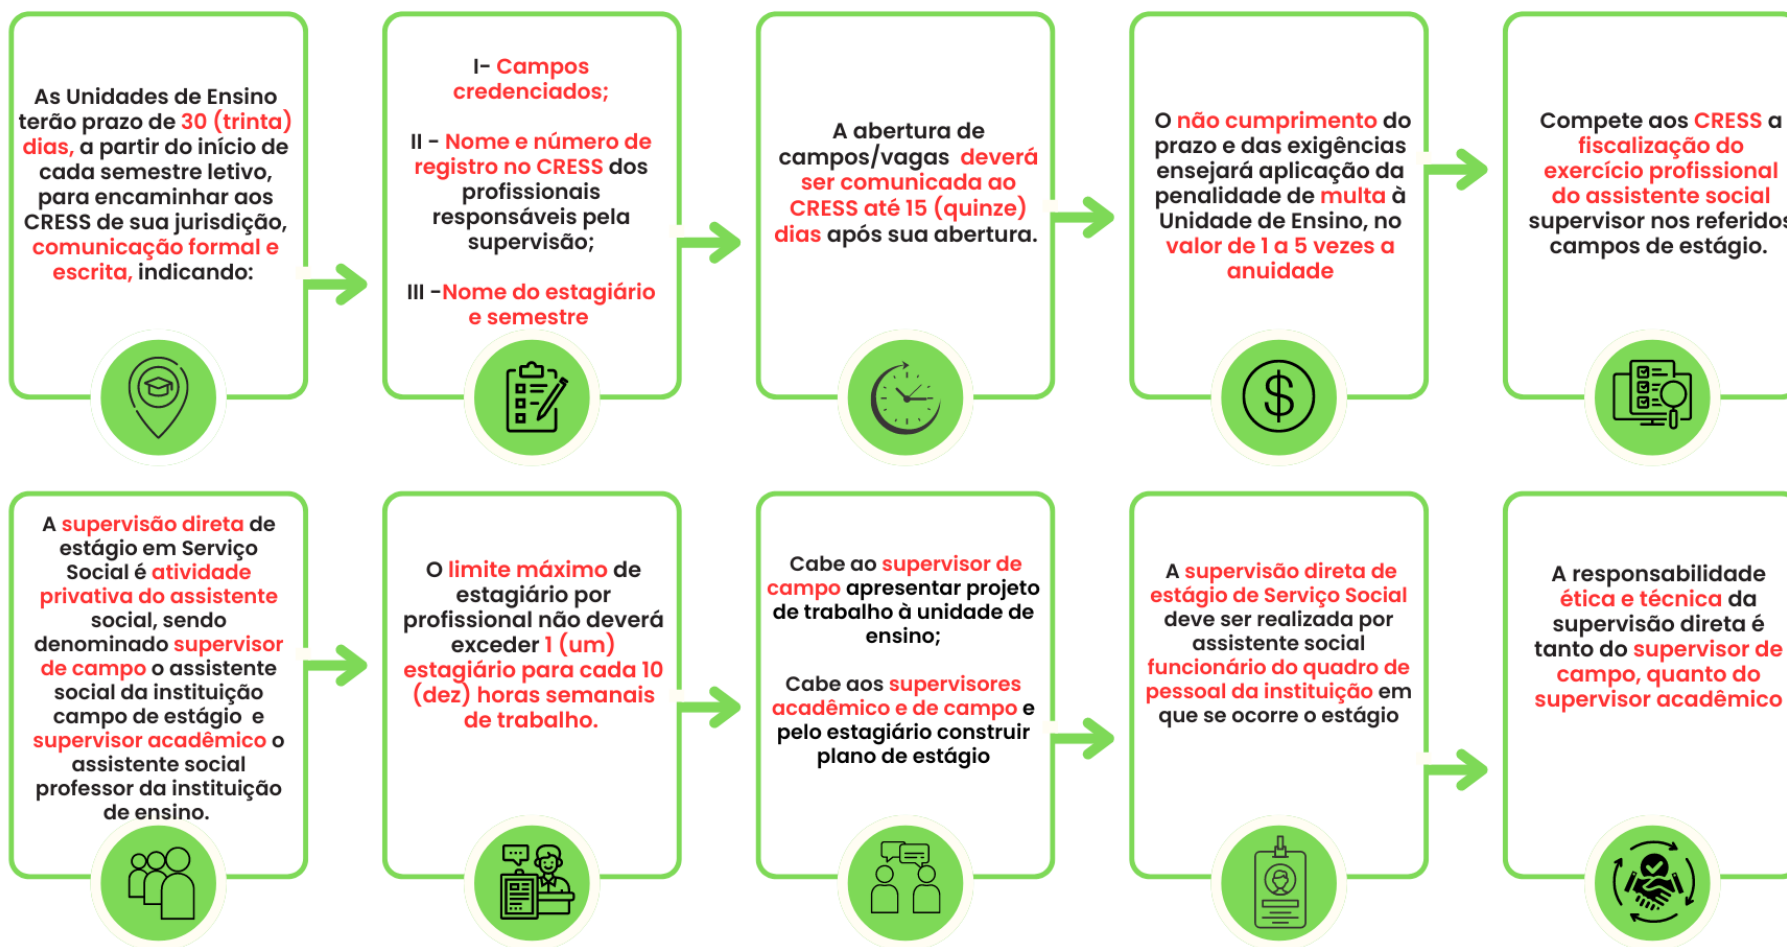 As Unidades de Ensino
terão prazo de 30 (trinta)
dias, a partir do início de
cada semestre letivo,
para encaminhar aos
CRESS de sua jurisdição,
comunicação formal e
escrita, indicando:
I- Campos
credenciados;
II - Nome e número de
registro no CRESS dos
profissionais
responsáveis pela
supervisão;
III -Nome do estagiário
e semestre
A abertura de
campos/vagas deverá
ser comunicada ao
CRESS até 15 (quinze)
dias após sua abertura.
O não cumprimento do
prazo e das exigências
ensejará aplicação da
penalidade de multa à
Unidade de Ensino, no
valor de 1 a 5 vezes a
anuidade
Compete aos CRESS a
fiscalização do
exercício profissional
do assistente social
supervisor nos referidos
campos de estágio.
A supervisão direta de
estágio em Serviço
Social é atividade
privativa do assistente
social, sendo
denominado supervisor
de campo o assistente
social da instituição
campo de estágio e
supervisor acadêmico o
assistente social
professor da instituição
de ensino.
O limite máximo de
estagiário por
profissional não deverá
exceder 1 (um)
estagiário para cada 10
(dez) horas semanais
de trabalho.
Cabe ao supervisor de
campo apresentar projeto
de trabalho à unidade de
ensino;
Cabe aos supervisores
acadêmico e de campo e
pelo estagiário construir
plano de estágio
A supervisão direta de
estágio de Serviço Social
deve ser realizada por
assistente social
funcionário do quadro de
pessoal da instituição em
que se ocorre o estágio
A responsabilidade
ética e técnica da
supervisão direta é
tanto do supervisor de
campo, quanto do
supervisor acadêmico